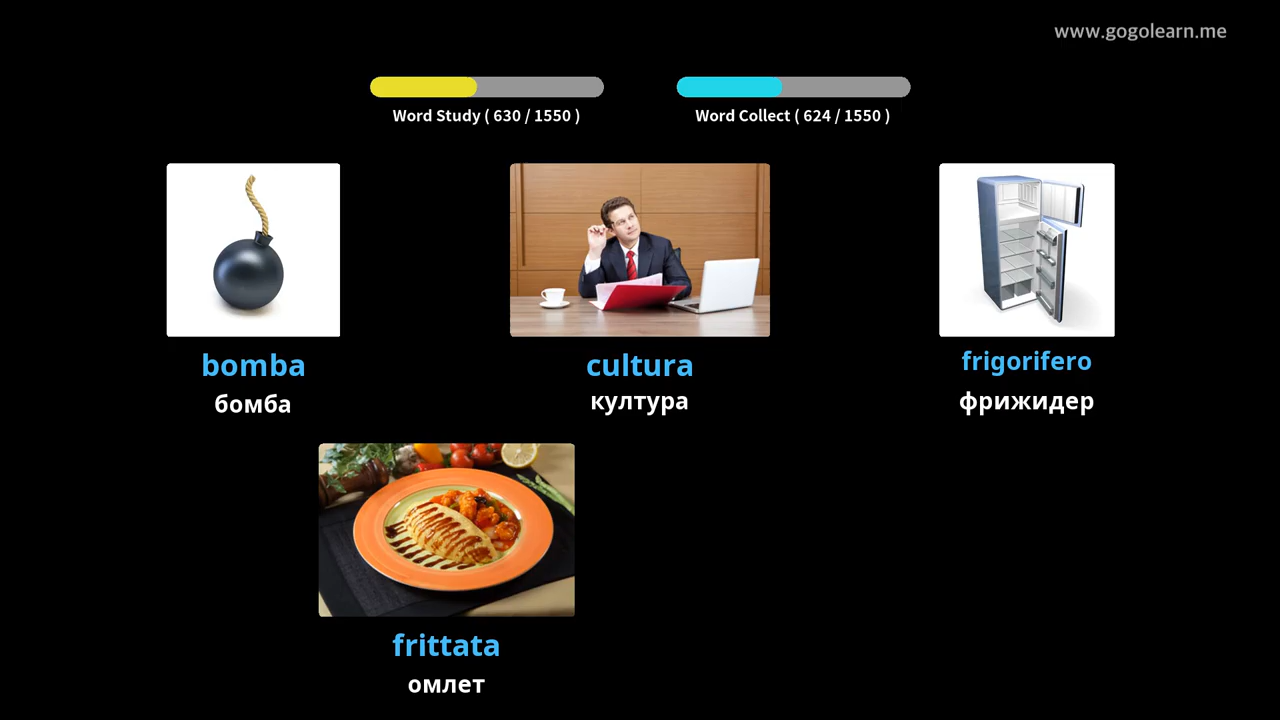 www.gogolearn.me
Word Study ( 630 / 1550 )
Word Collect ( 624 / 1550 )
bomba
бомба
cultura
култура
frigorifero
фрижидер
frittata
омлет